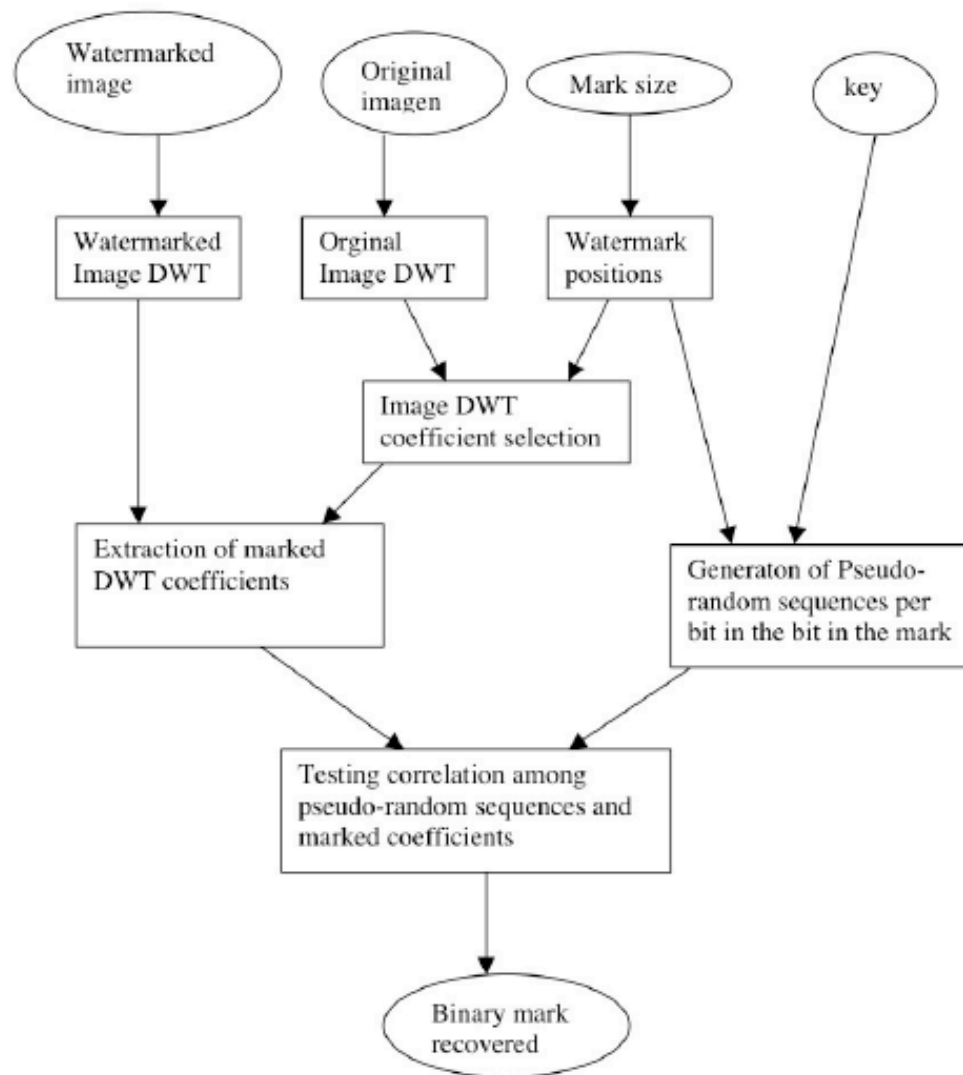 Watermarked
image
Original
imagen
Mark size
key
Watermarked
Image DWT
Orginal
Image DWT
Watermark
positions
Image DWT
coefficient selection
Extraction of marked
DWT coefficients
Generaton of Pseudo-
random sequences per
bit in the bit in the mark
Testing correlation among
pseudo-random sequences and
marked coefficients
Binary mark
recovered